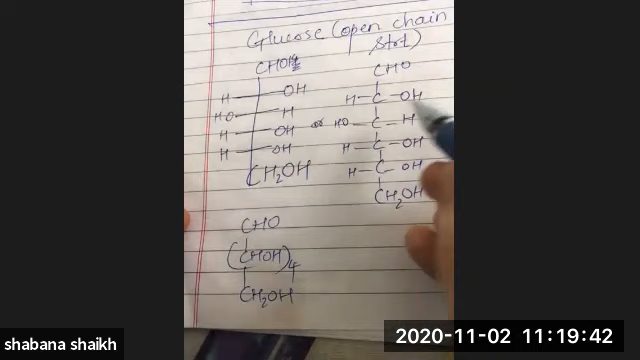 Glucose (open chain
Strt)
CHO
H OH
HO H
H OH
H OH
CH2OH
or
CHO
H-C-OH
HO-C-H
H-C-OH
H-C-OH
CH2OH
CHO
(CHOH)4
CH2OH
shabana shaikh
2020-11-02 11:19:42